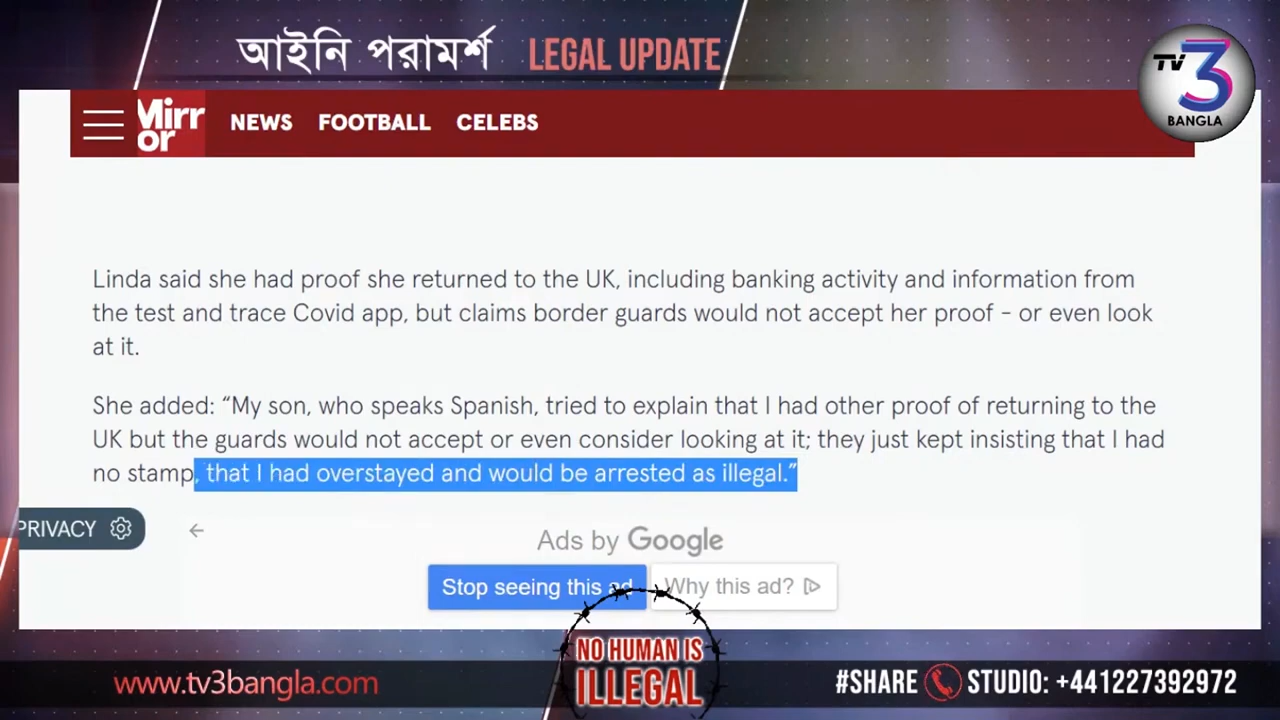 আইনি পরামর্শ LEGAL UPDATE
TV 3 BANGLA
Mirror NEWS FOOTBALL CELEBS
Linda said she had proof she returned to the UK, including banking activity and information from
the test and trace Covid app, but claims border guards would not accept her proof - or even look
at it.
She added: “My son, who speaks Spanish, tried to explain that I had other proof of returning to the
UK but the guards would not accept or even consider looking at it; they just kept insisting that I had
no stamp, that I had overstayed and would be arrested as illegal.”
PRIVACY
Ads by Google
Stop seeing this ad Why this ad?
NO HUMAN IS
ILLEGAL
www.tv3bangla.com
#SHARE STUDIO: +441227392972